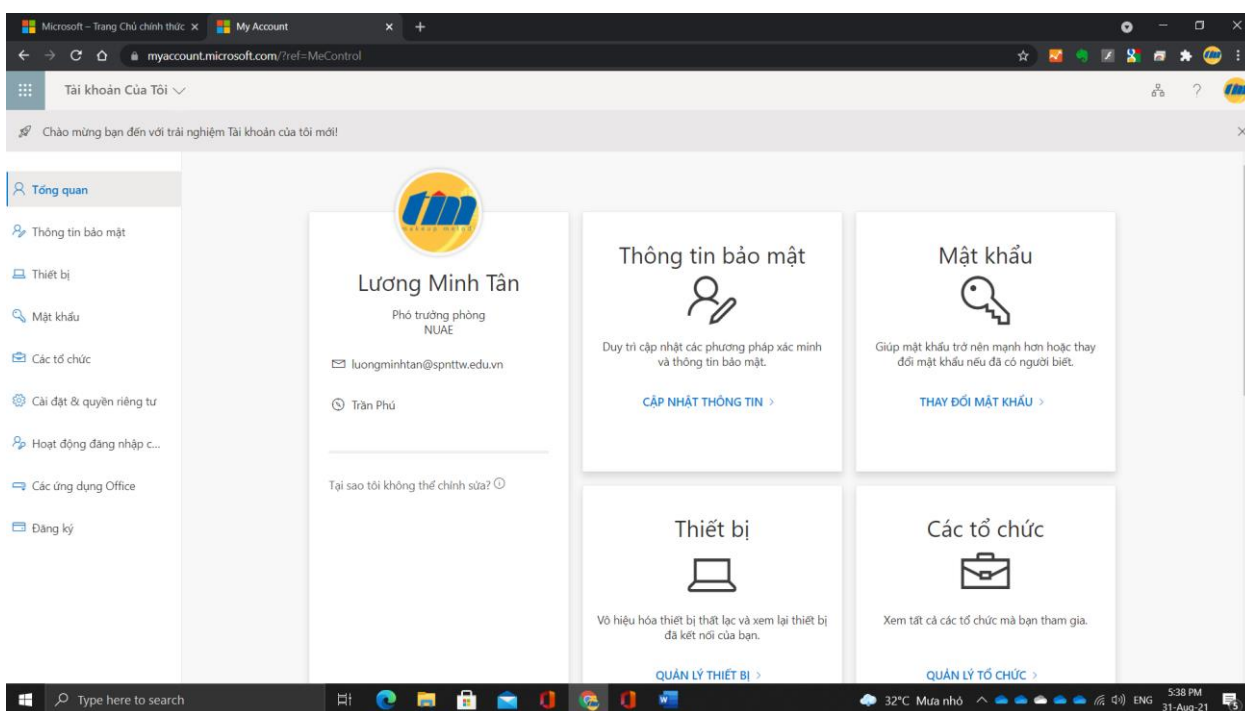 Microsoft – Trang Chủ chính thức
My Account
myaccount.microsoft.com/?ref=MeControl
Tài khoản Của Tôi
Chào mừng bạn đến với trải nghiệm Tài khoản của tôi mới!
Tổng quan
Thông tin bảo mật
Thiết bị
Mật khẩu
Các tổ chức
Cài đặt & quyền riêng tư
Hoạt động đăng nhập c...
Các ứng dụng Office
Đăng ký
tim
Lương Minh Tân
Phó trưởng phòng
NUAE
luongminhtan@spnttw.edu.vn
Trần Phú
Tại sao tôi không thể chỉnh sửa?
Thông tin bảo mật
Duy trì cập nhật các phương pháp xác minh
và thông tin bảo mật.
CẬP NHẬT THÔNG TIN >
Mật khẩu
Giúp mật khẩu trở nên mạnh hơn hoặc thay
đổi mật khẩu nếu đã có người biết.
THAY ĐỔI MẬT KHẨU >
Thiết bị
Vô hiệu hóa thiết bị thất lạc và xem lại thiết bị
đã kết nối của bạn.
QUẢN LÝ THIẾT BỊ >
Các tổ chức
Xem tất cả các tổ chức mà bạn tham gia.
QUẢN LÝ TỔ CHỨC >
Type here to search
32°C Mưa nhỏ
ENG
5:38 PM
31-Aug-21